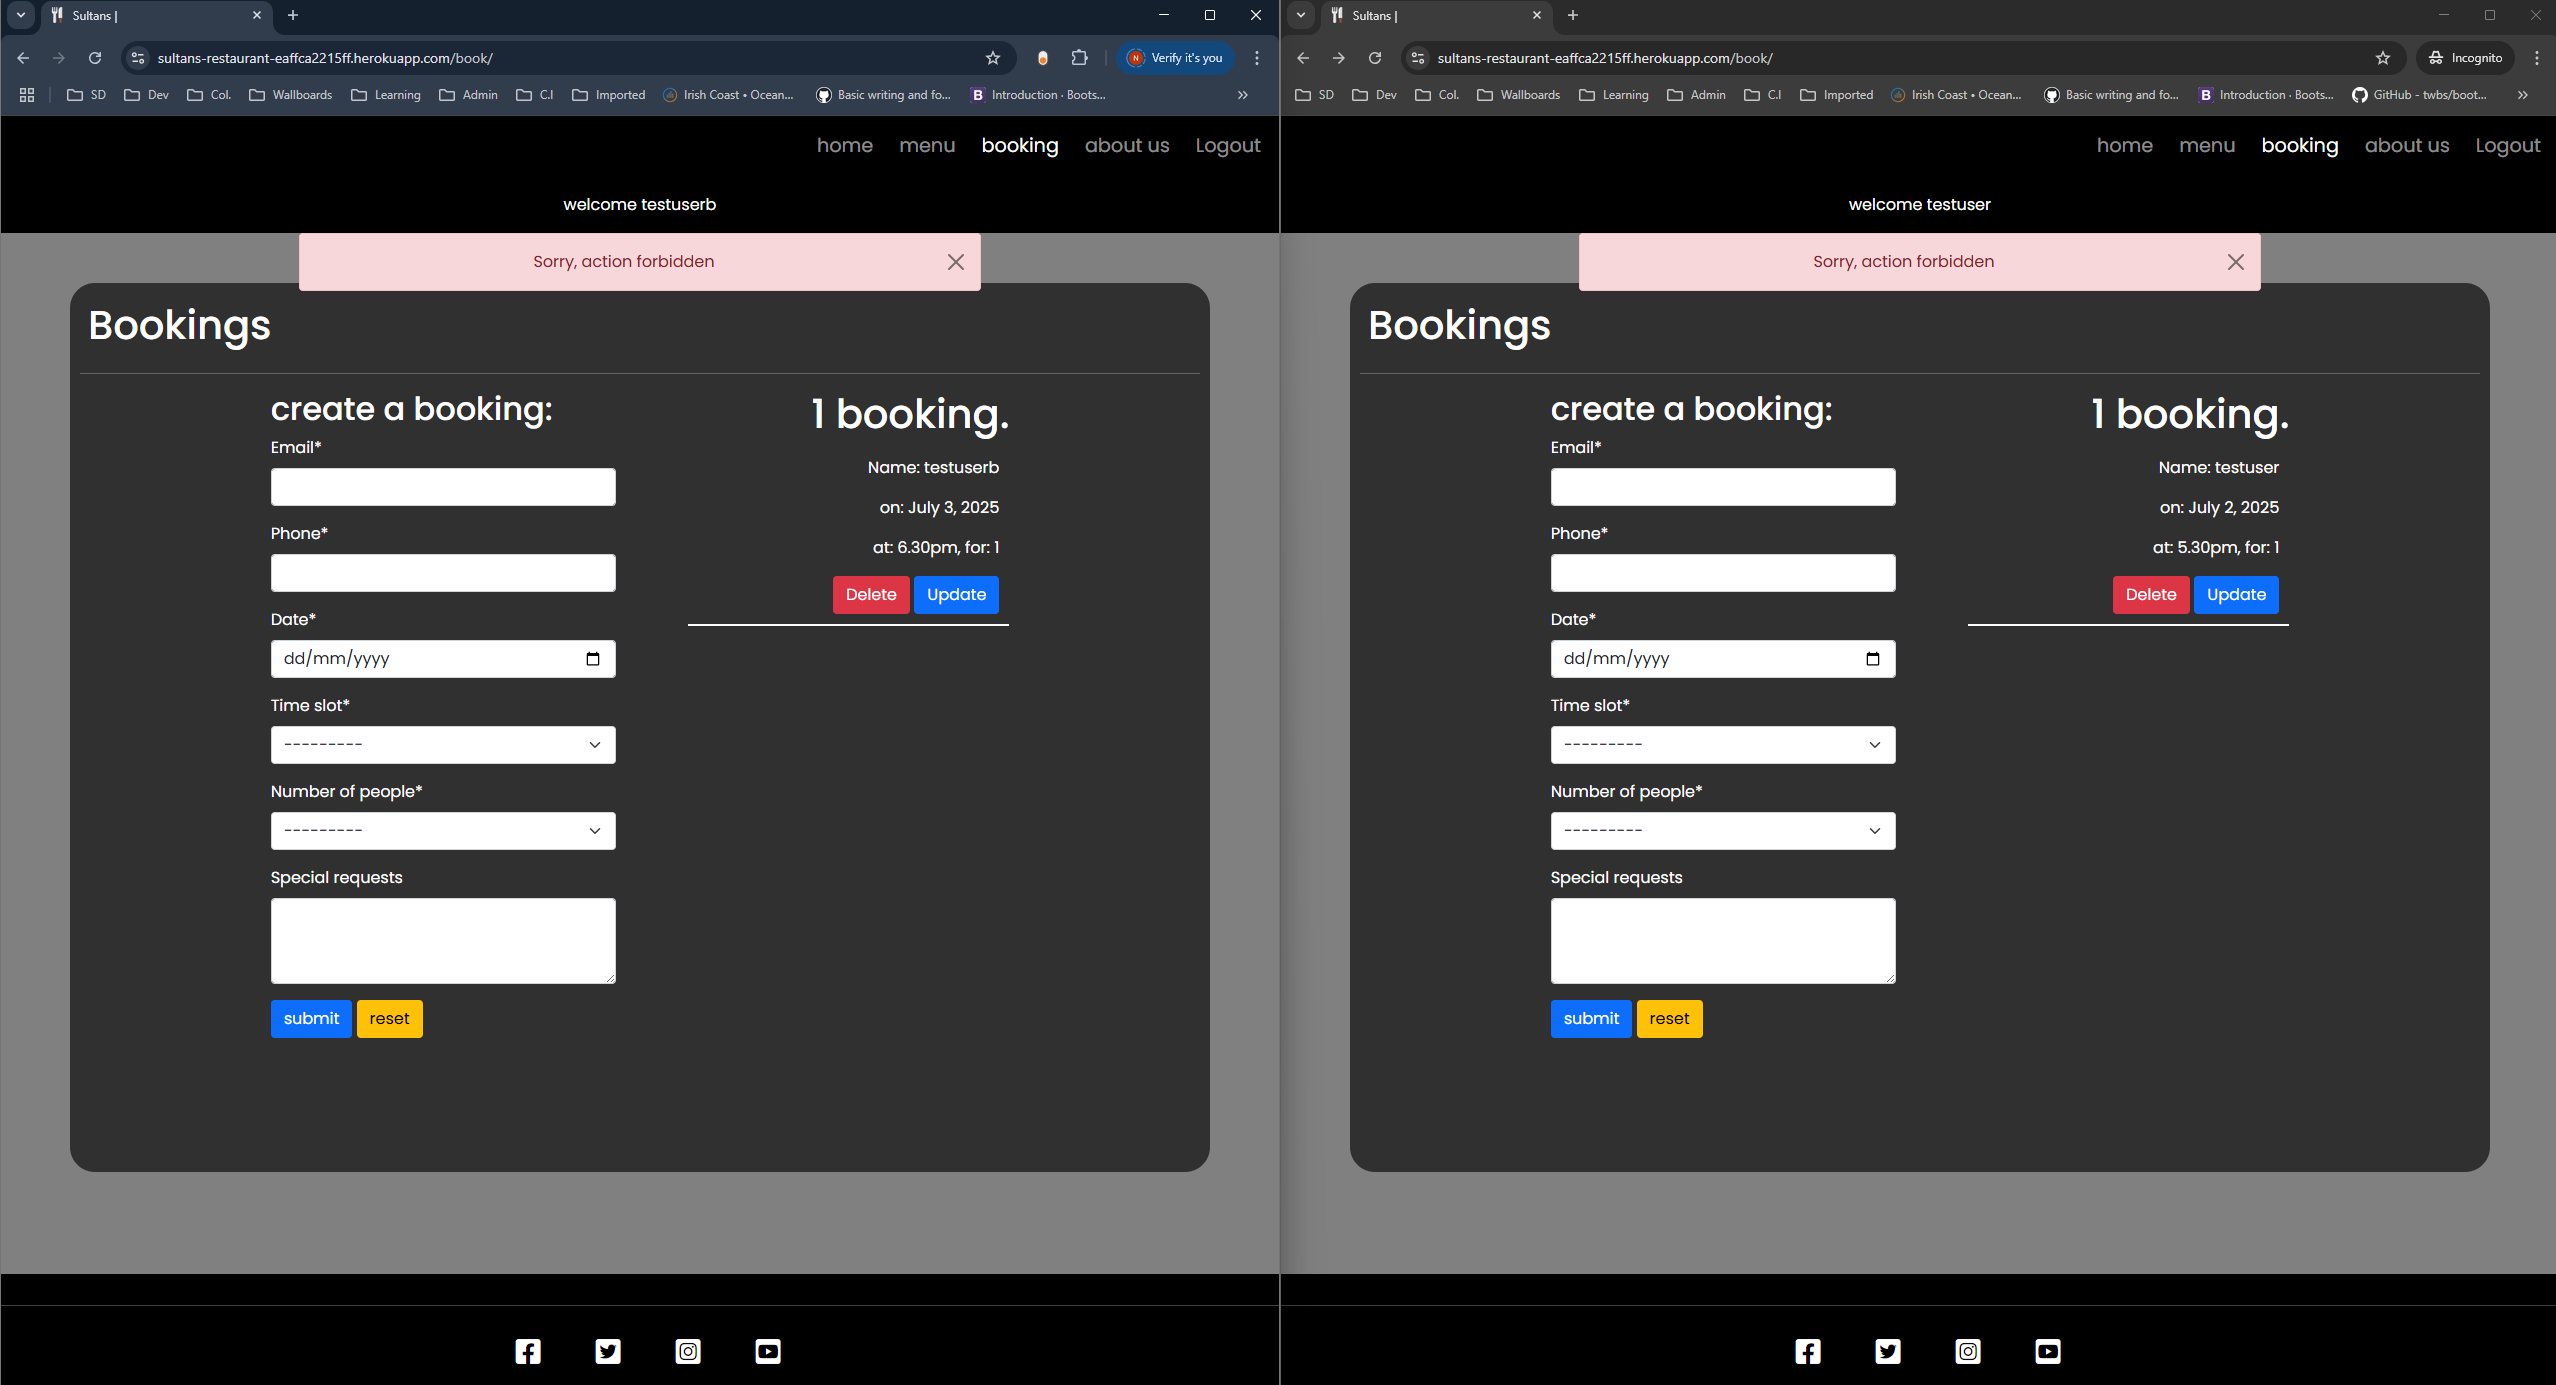 Sultans |
sultans-restaurant-eaffca2215ff.herokuapp.com/book/
Verify it's you
SD Dev Col. Wallboards Learning Admin C.I Imported Irish Coast • Ocean... Basic writing and fo... Introduction · Boots...
home menu booking about us Logout
welcome testuserb
Sorry, action forbidden
Bookings
create a booking:
Email*
Phone*
Date*
dd/mm/yyyy
Time slot*
---------
Number of people*
---------
Special requests
submit reset
1 booking.
Name: testuserb
on: July 3, 2025
at: 6.30pm, for: 1
Delete Update
Sultans |
sultans-restaurant-eaffca2215ff.herokuapp.com/book/
Incognito
SD Dev Col. Wallboards Learning Admin C.I Imported Irish Coast • Ocean... Basic writing and fo... Introduction · Boots... GitHub - twbs/boot...
home menu booking about us Logout
welcome testuser
Sorry, action forbidden
Bookings
create a booking:
Email*
Phone*
Date*
dd/mm/yyyy
Time slot*
---------
Number of people*
---------
Special requests
submit reset
1 booking.
Name: testuser
on: July 2, 2025
at: 5.30pm, for: 1
Delete Update